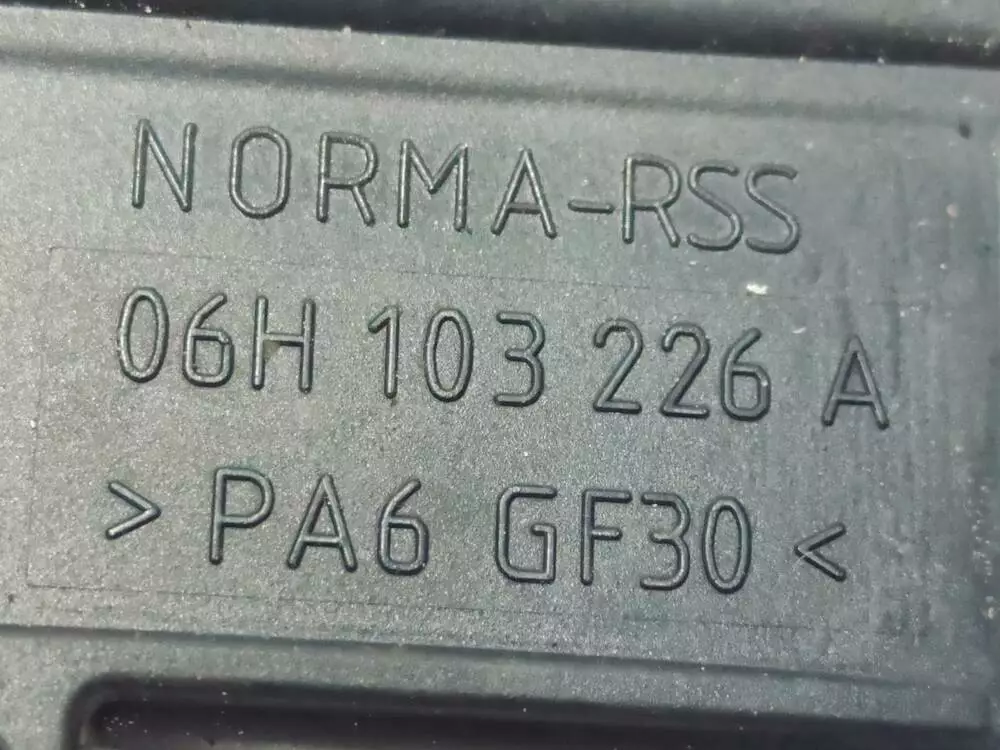 NORMA-RSS
06H 103 226 A
> PA6 GF30 <